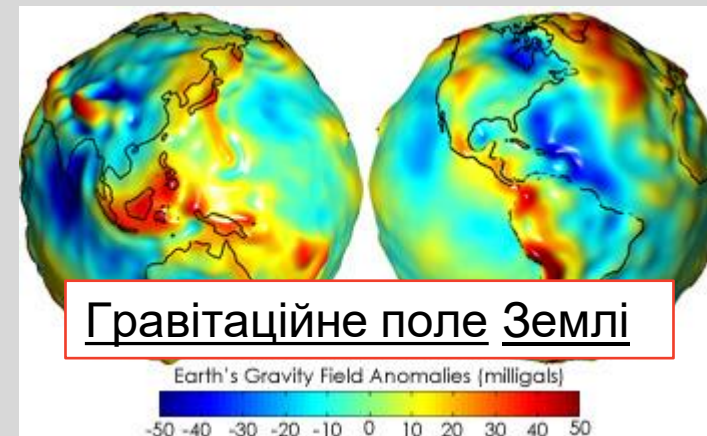 Гравітаційне поле Землі
Earth's Gravity Field Anomalies (milligals)
-50 -40 -30 -20 -10 0 10 20 30 40 50